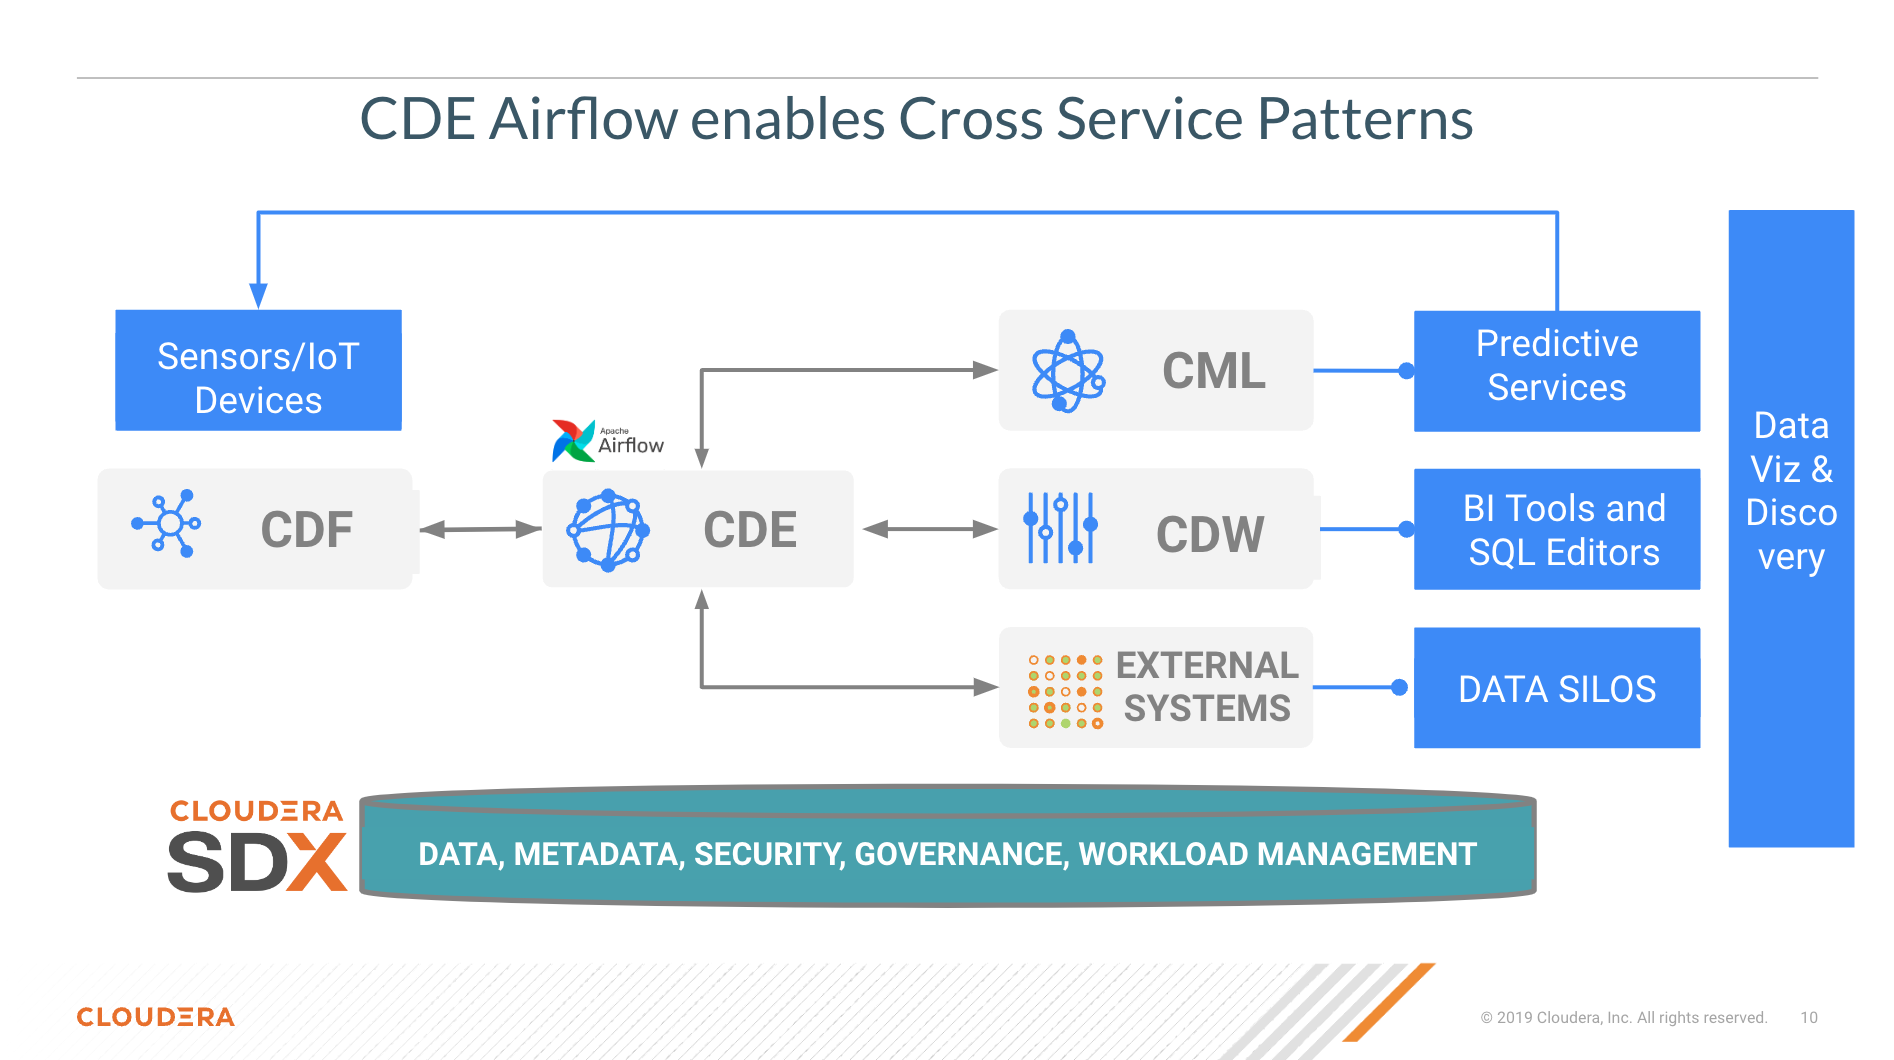 CDE Airflow enables Cross Service Patterns
Sensors/IoT
Devices
CML
Predictive
Services
Apache
Airflow
CDF
CDE
CDW
BI Tools and
SQL Editors
Data
Viz &
Disco
very
EXTERNAL
SYSTEMS
DATA SILOS
CLOUDERA
SDX
DATA, METADATA, SECURITY, GOVERNANCE, WORKLOAD MANAGEMENT
CLOUDERA
© 2019 Cloudera, Inc. All rights reserved.
10